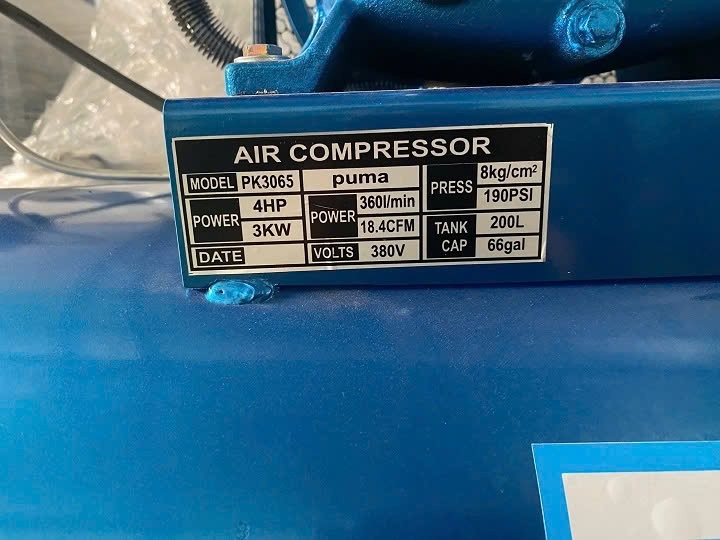 AIR COMPRESSOR
MODEL PK3065 puma PRESS 8kg/cm² 190PSI
POWER 4HP 3KW POWER 360l/min 18.4CFM TANK CAP 200L 66gal
DATE VOLTS 380V